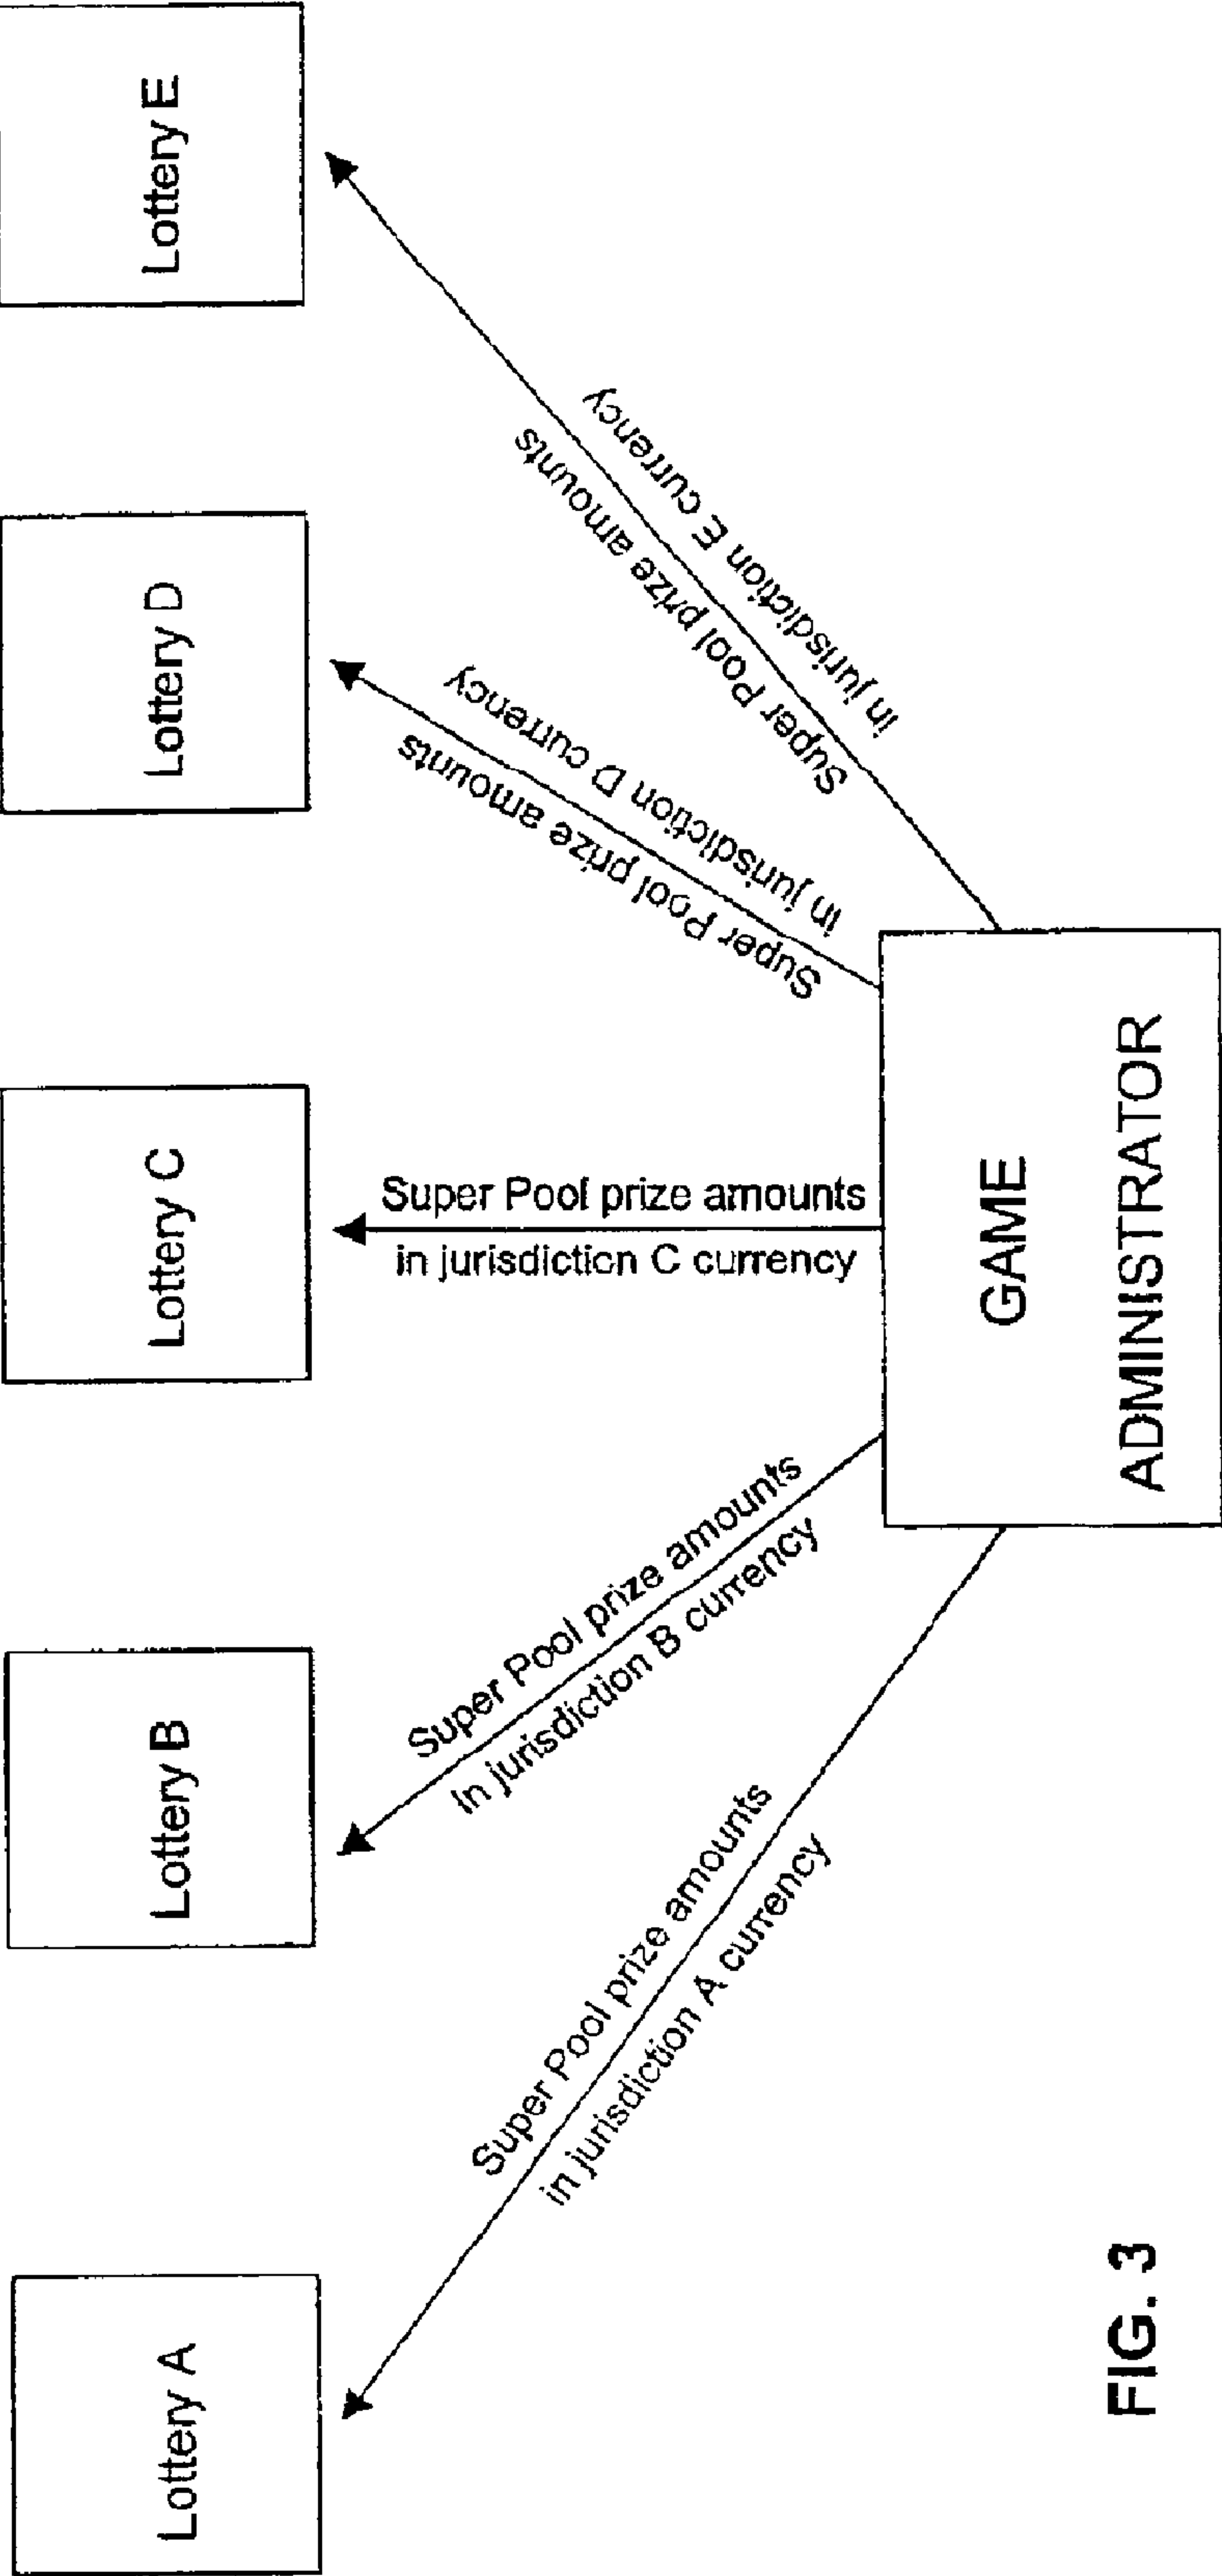 Lottery A
Lottery B
Lottery C
Lottery D
Lottery E
Super Pool prize amounts
in jurisdiction A currency
Super Pool prize amounts
In jurisdiction B currency
Super Pool prize amounts
in jurisdiction C currency
Super Pool prize amounts
in jurisdiction D currency
Super Pool prize amounts
in jurisdiction E currency
GAME
ADMINISTRATOR
FIG. 3